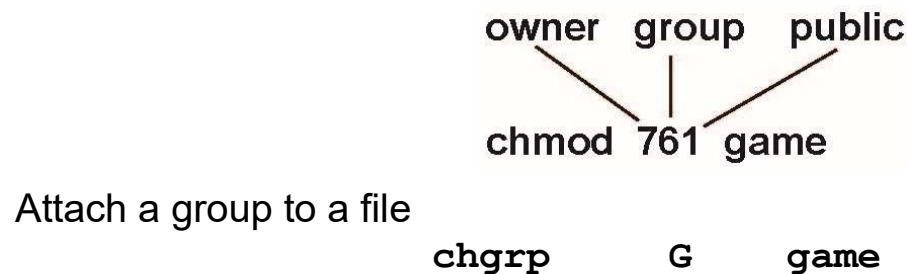 owner group public
chmod 761 game
Attach a group to a file
chgrp G game